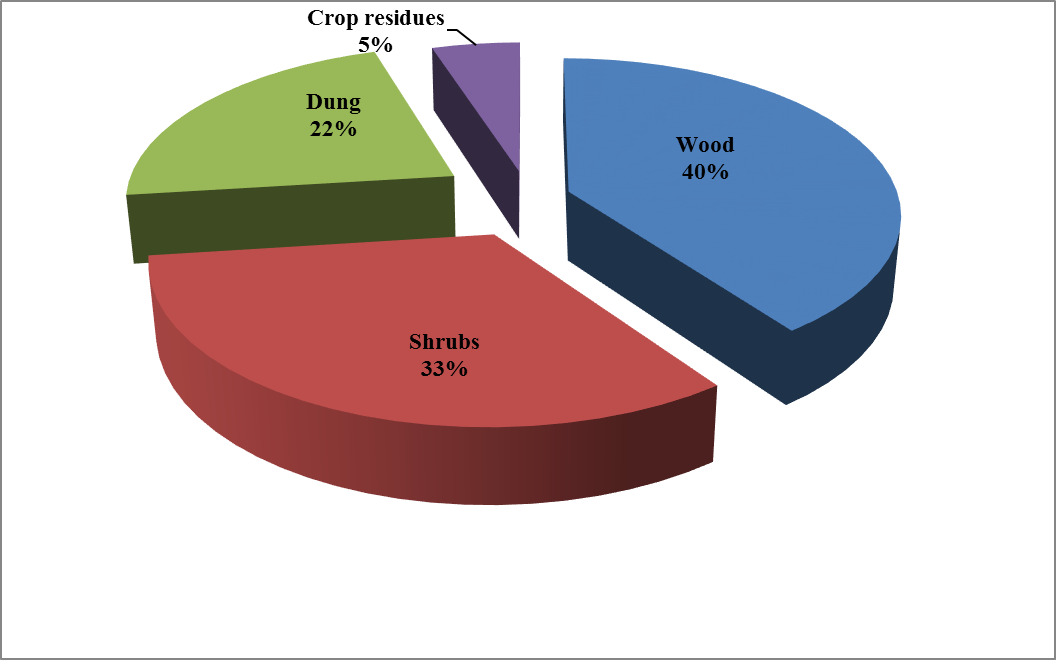 Crop residues
5%
Dung
22%
Wood
40%
Shrubs
33%